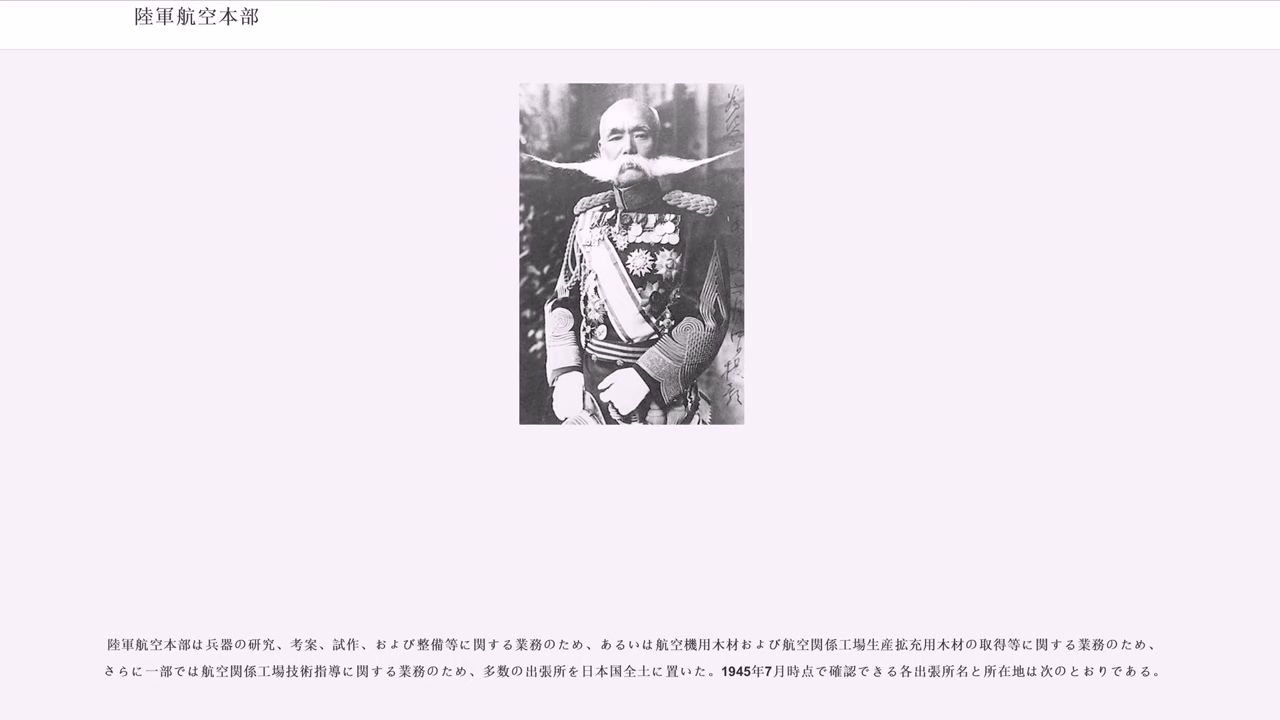 陸軍航空本部
陸軍航空本部は兵器の研究、考案、試作、および整備等に関する業務のため、あるいは航空機用木材および航空関係工場生産拡充用木材の取得等に関する業務のため、
さらに一部では航空関係工場技術指導に関する業務のため、多数の出張所を日本国全土に置いた。1945年7月時点で確認できる各出張所名と所在地は次のとおりである。